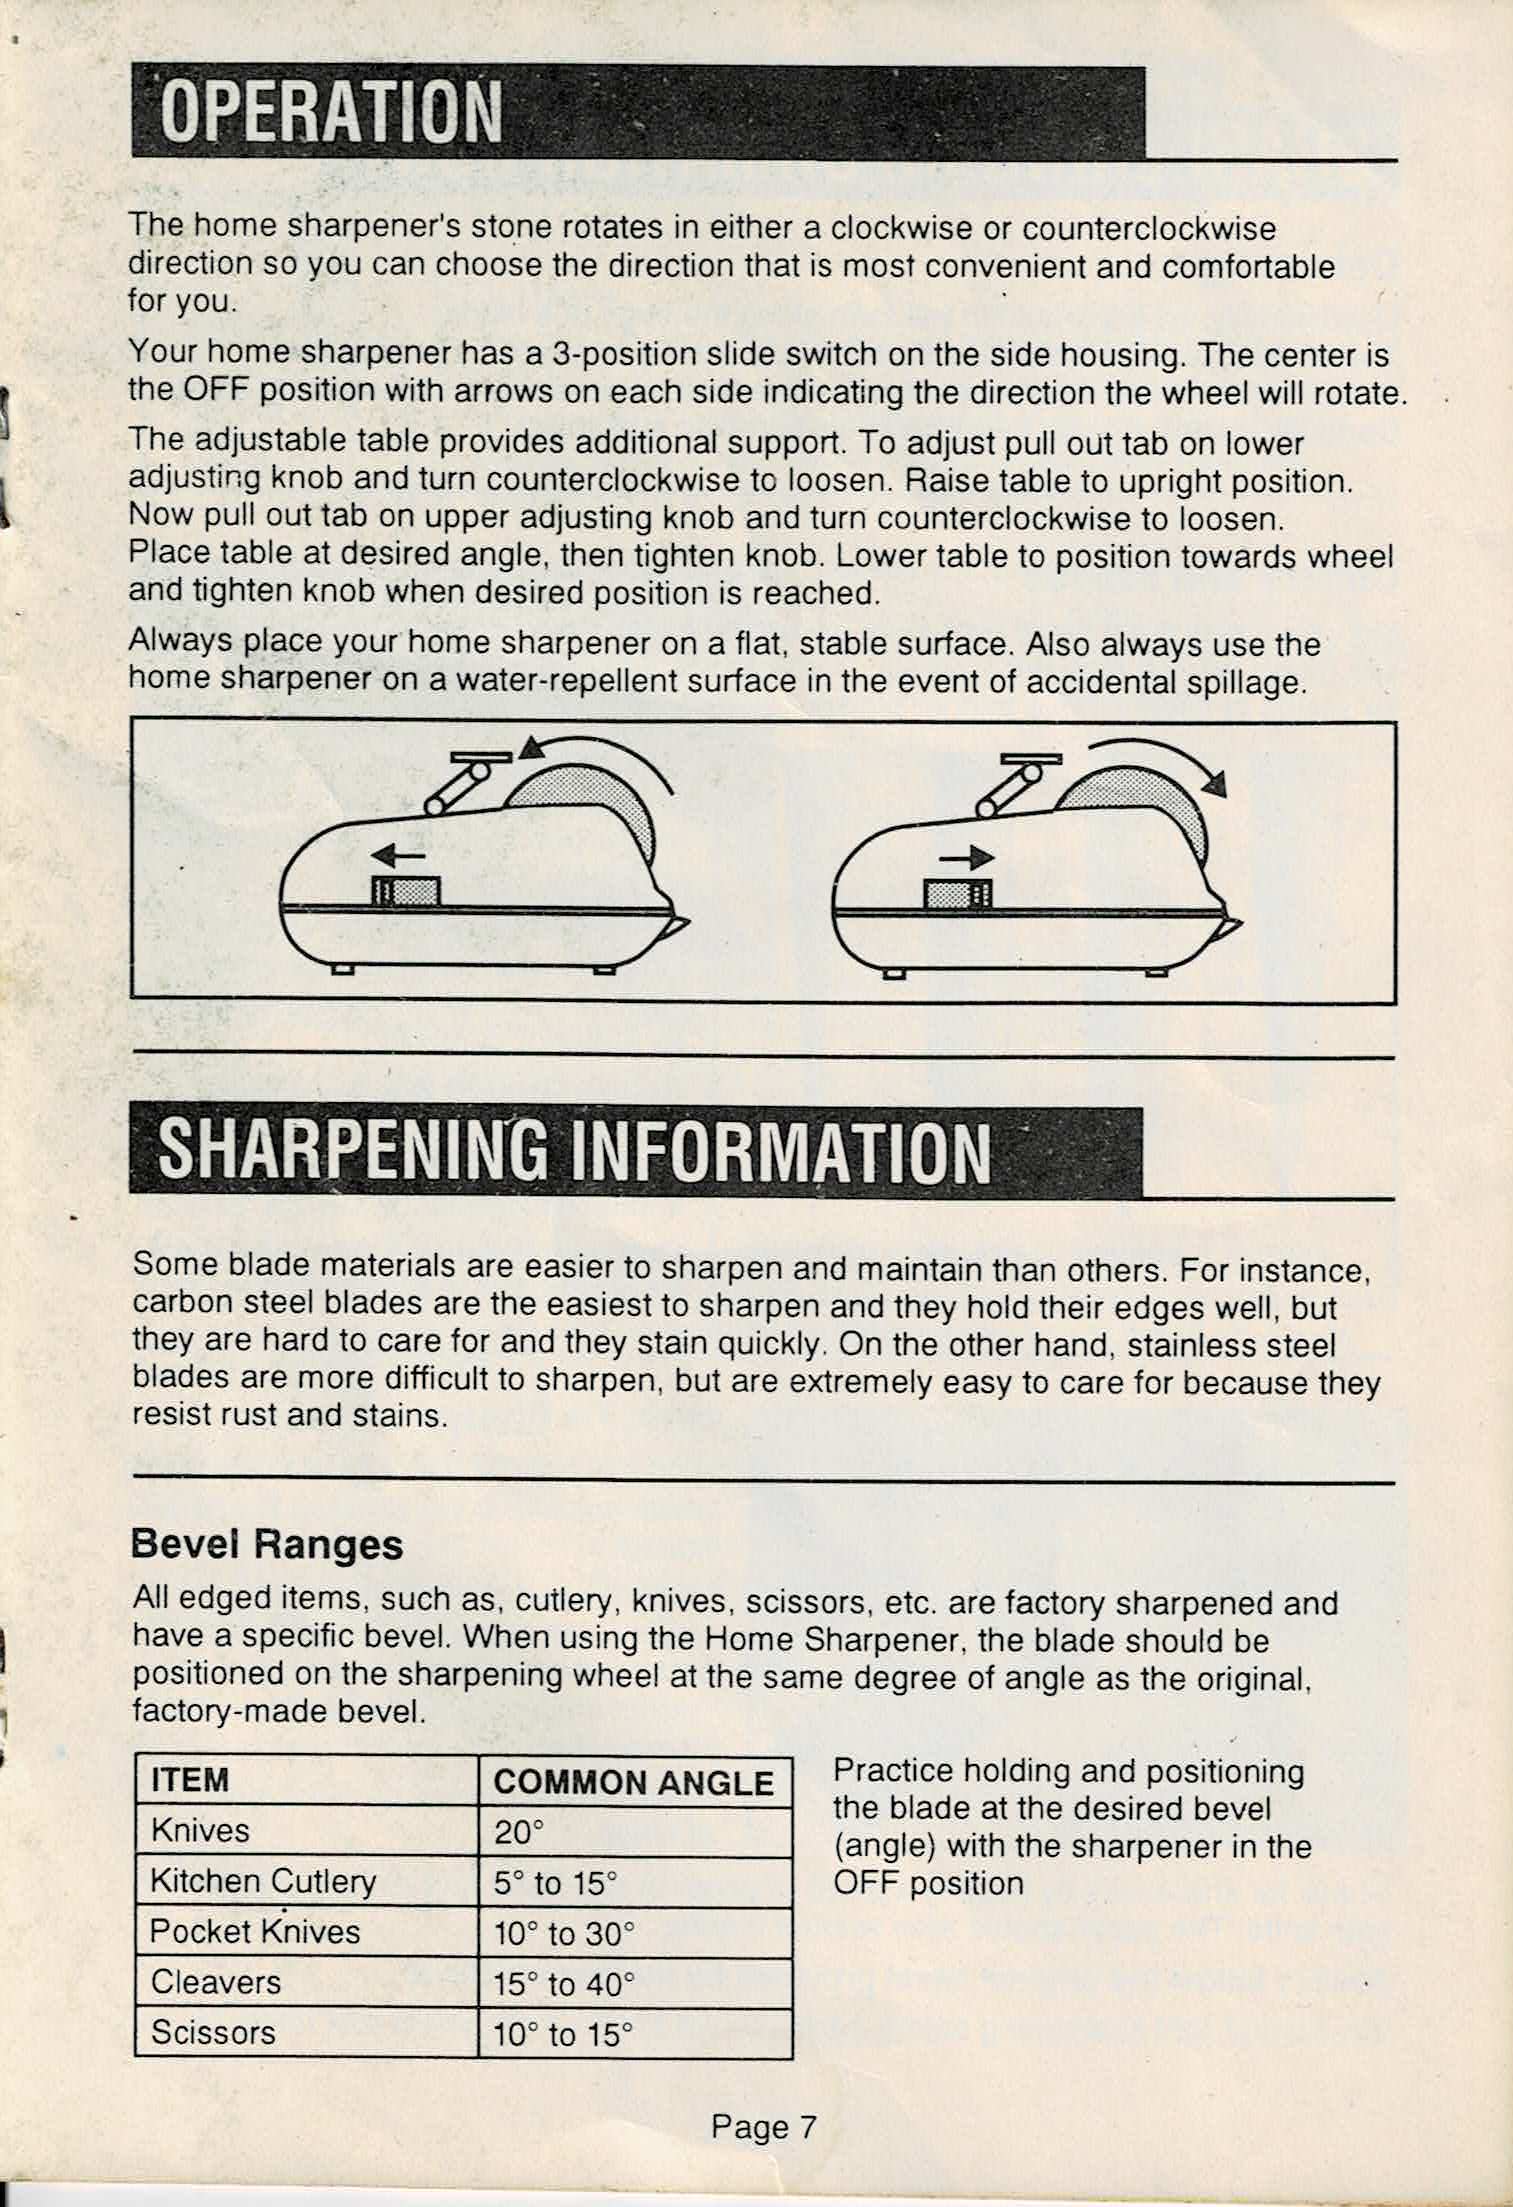 OPERATION
The home sharpener's stone rotates in either a clockwise or counterclockwise
direction so you can choose the direction that is most convenient and comfortable
for you.
Your home sharpener has a 3-position slide switch on the side housing. The center is
the OFF position with arrows on each side indicating the direction the wheel will rotate.
The adjustable table provides additional support. To adjust pull out tab on lower
adjusting knob and turn counterclockwise to loosen. Raise table to upright position.
Now pull out tab on upper adjusting knob and turn counterclockwise to loosen.
Place table at desired angle, then tighten knob. Lower table to position towards wheel
and tighten knob when desired position is reached.
Always place your home sharpener on a flat, stable surface. Also always use the
home sharpener on a water-repellent surface in the event of accidental spillage.
SHARPENING INFORMATION
Some blade materials are easier to sharpen and maintain than others. For instance,
carbon steel blades are the easiest to sharpen and they hold their edges well, but
they are hard to care for and they stain quickly. On the other hand, stainless steel
blades are more difficult to sharpen, but are extremely easy to care for because they
resist rust and stains.
Bevel Ranges
All edged items, such as, cutlery, knives, scissors, etc. are factory sharpened and
have a specific bevel. When using the Home Sharpener, the blade should be
positioned on the sharpening wheel at the same degree of angle as the original,
factory-made bevel.
ITEM COMMON ANGLE
Knives 20°
Kitchen Cutlery 5° to 15°
Pocket Knives 10° to 30°
Cleavers 15° to 40°
Scissors 10° to 15°
Practice holding and positioning
the blade at the desired bevel
(angle) with the sharpener in the
OFF position
Page 7